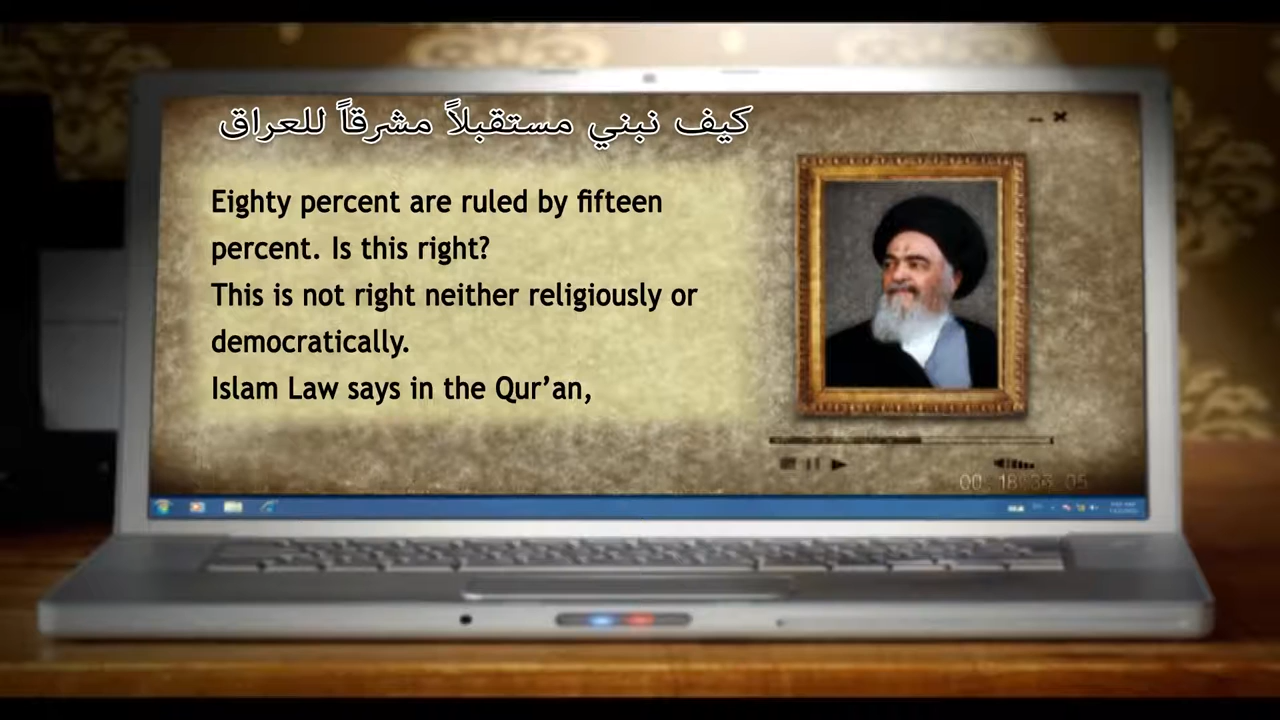 كيف نبني مستقبلاً مشرقاً للعراق
Eighty percent are ruled by fifteen
percent. Is this right?
This is not right neither religiously or
democratically.
Islam Law says in the Qur’an,